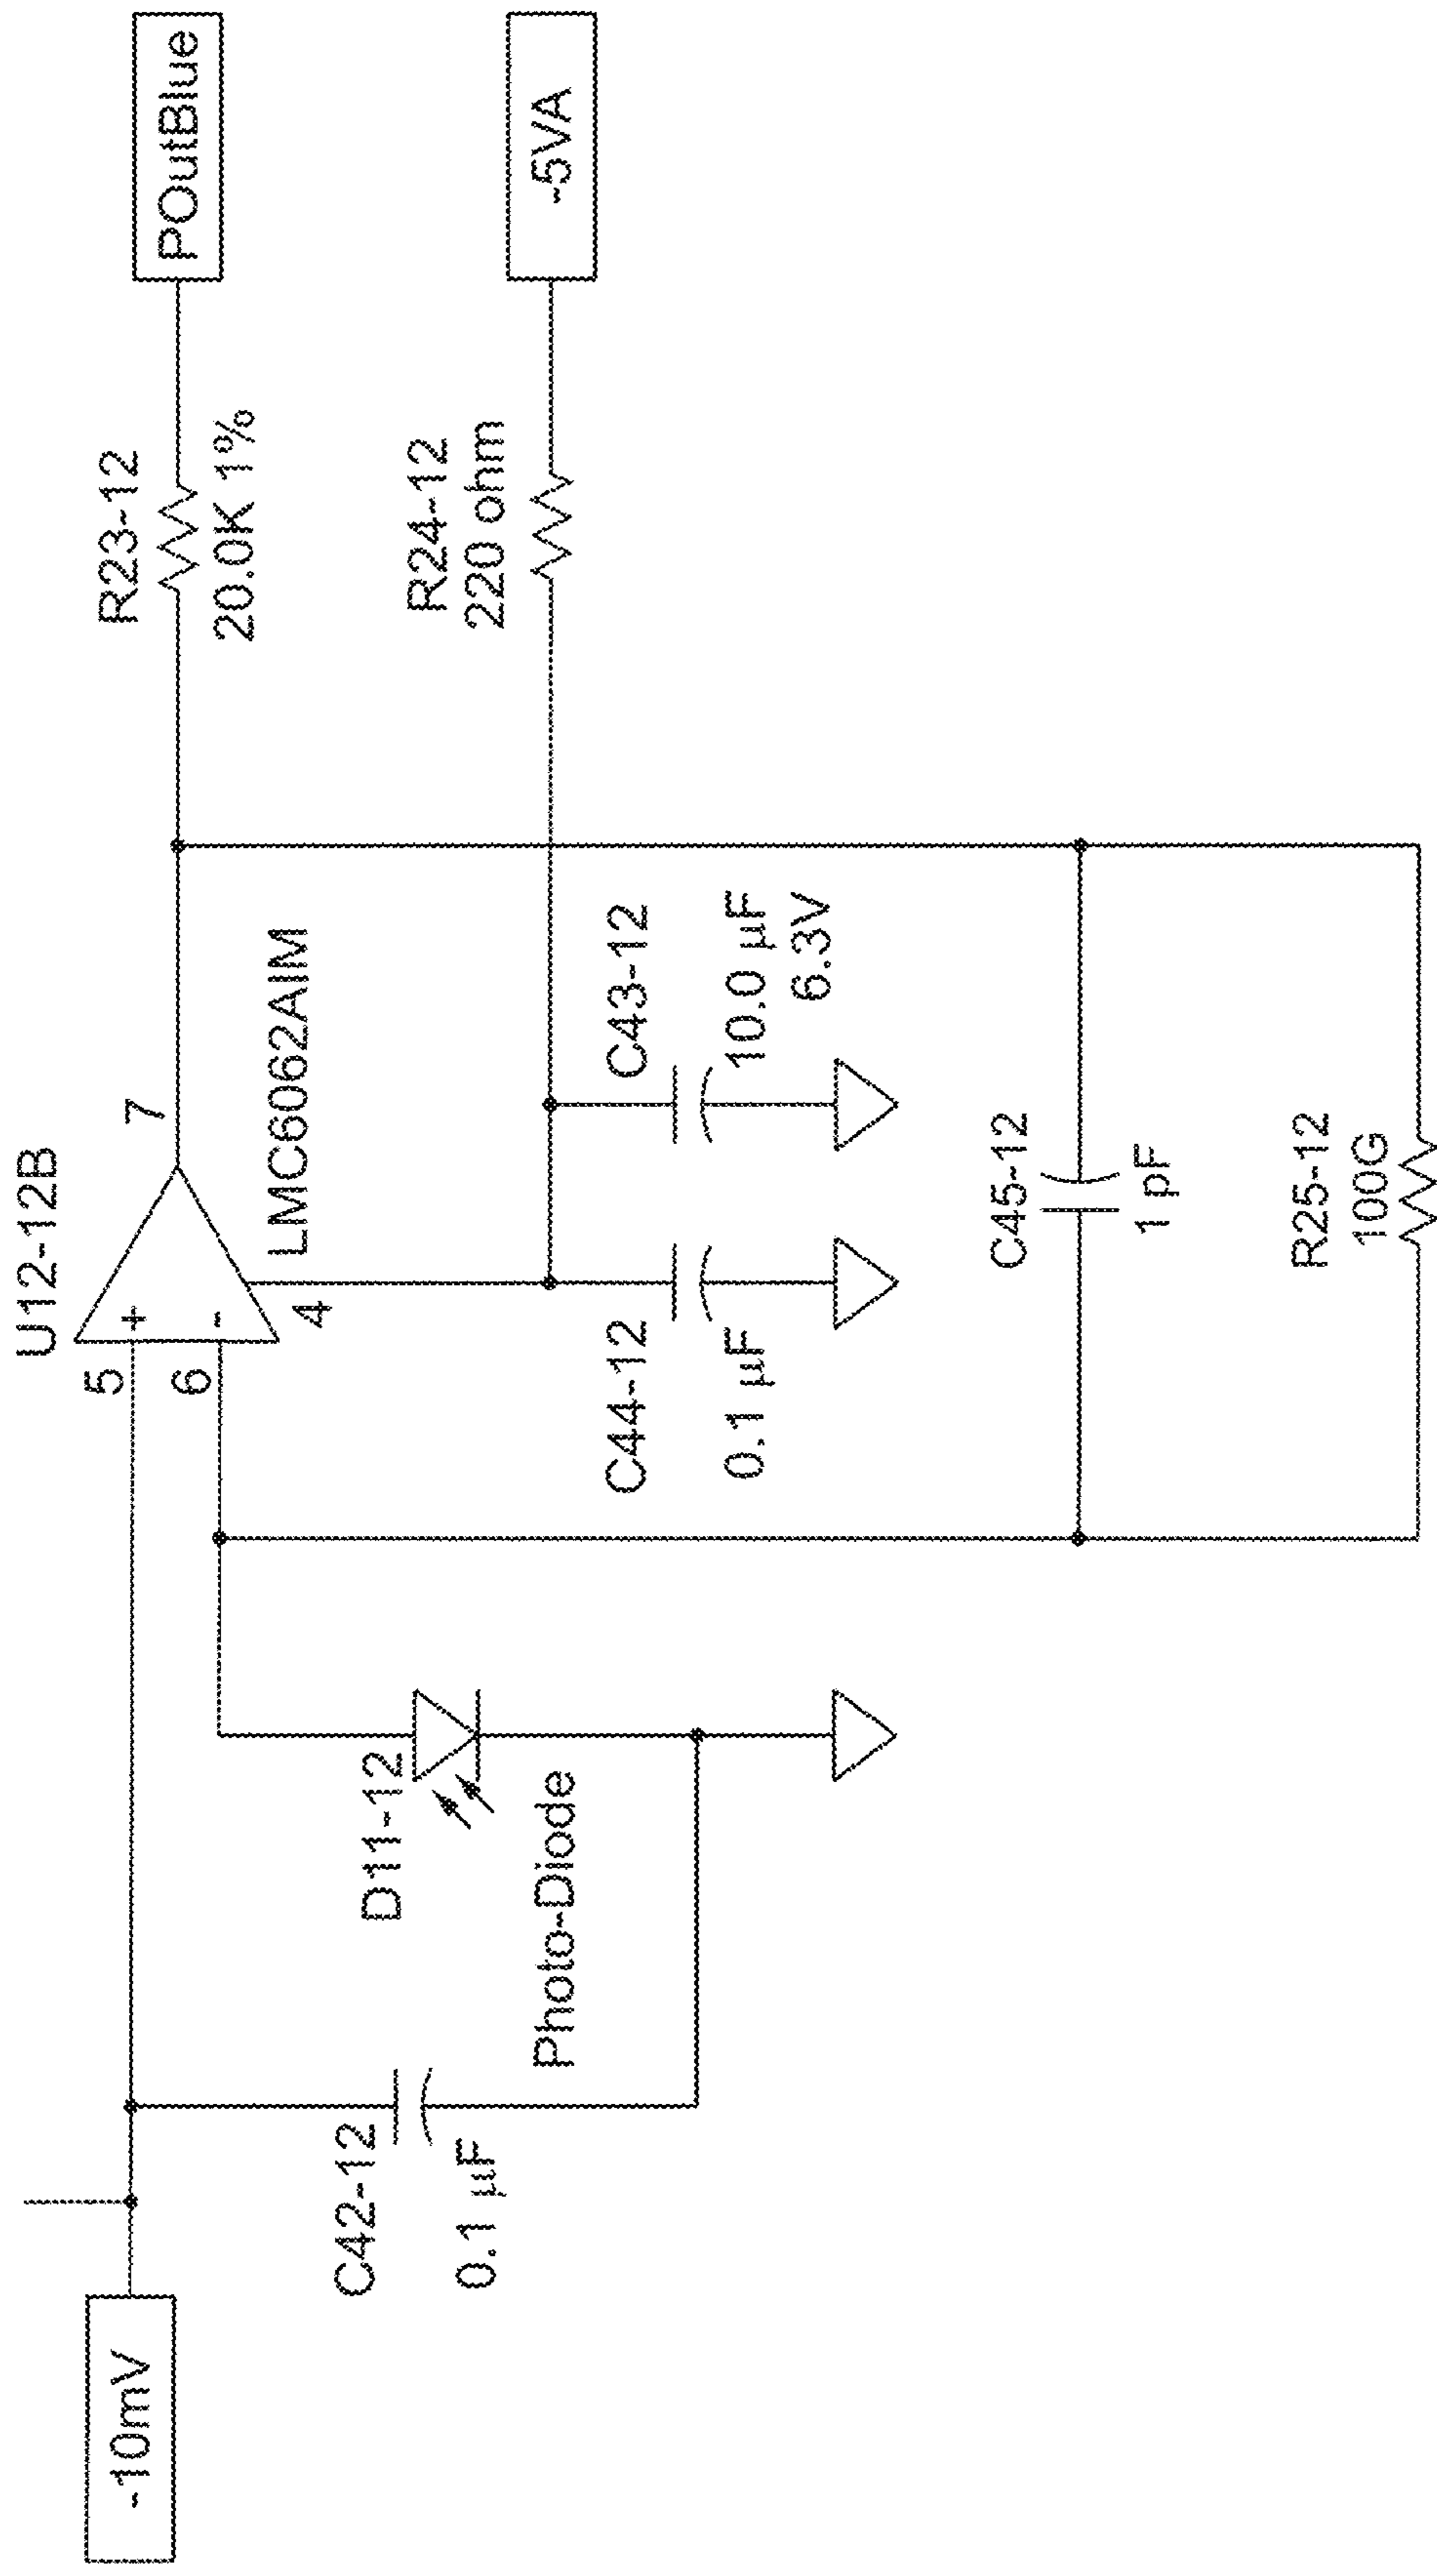 U12-12B
5
+
6
-
7
4
LMC6062AIM
R23-12
20.0K 1%
POutBlue
R24-12
220 ohm
-5VA
-10mV
C42-12
0.1 µF
D11-12
Photo-Diode
C44-12
0.1 µF
C43-12
10.0 µF
6.3V
C45-12
1 pF
R25-12
100G